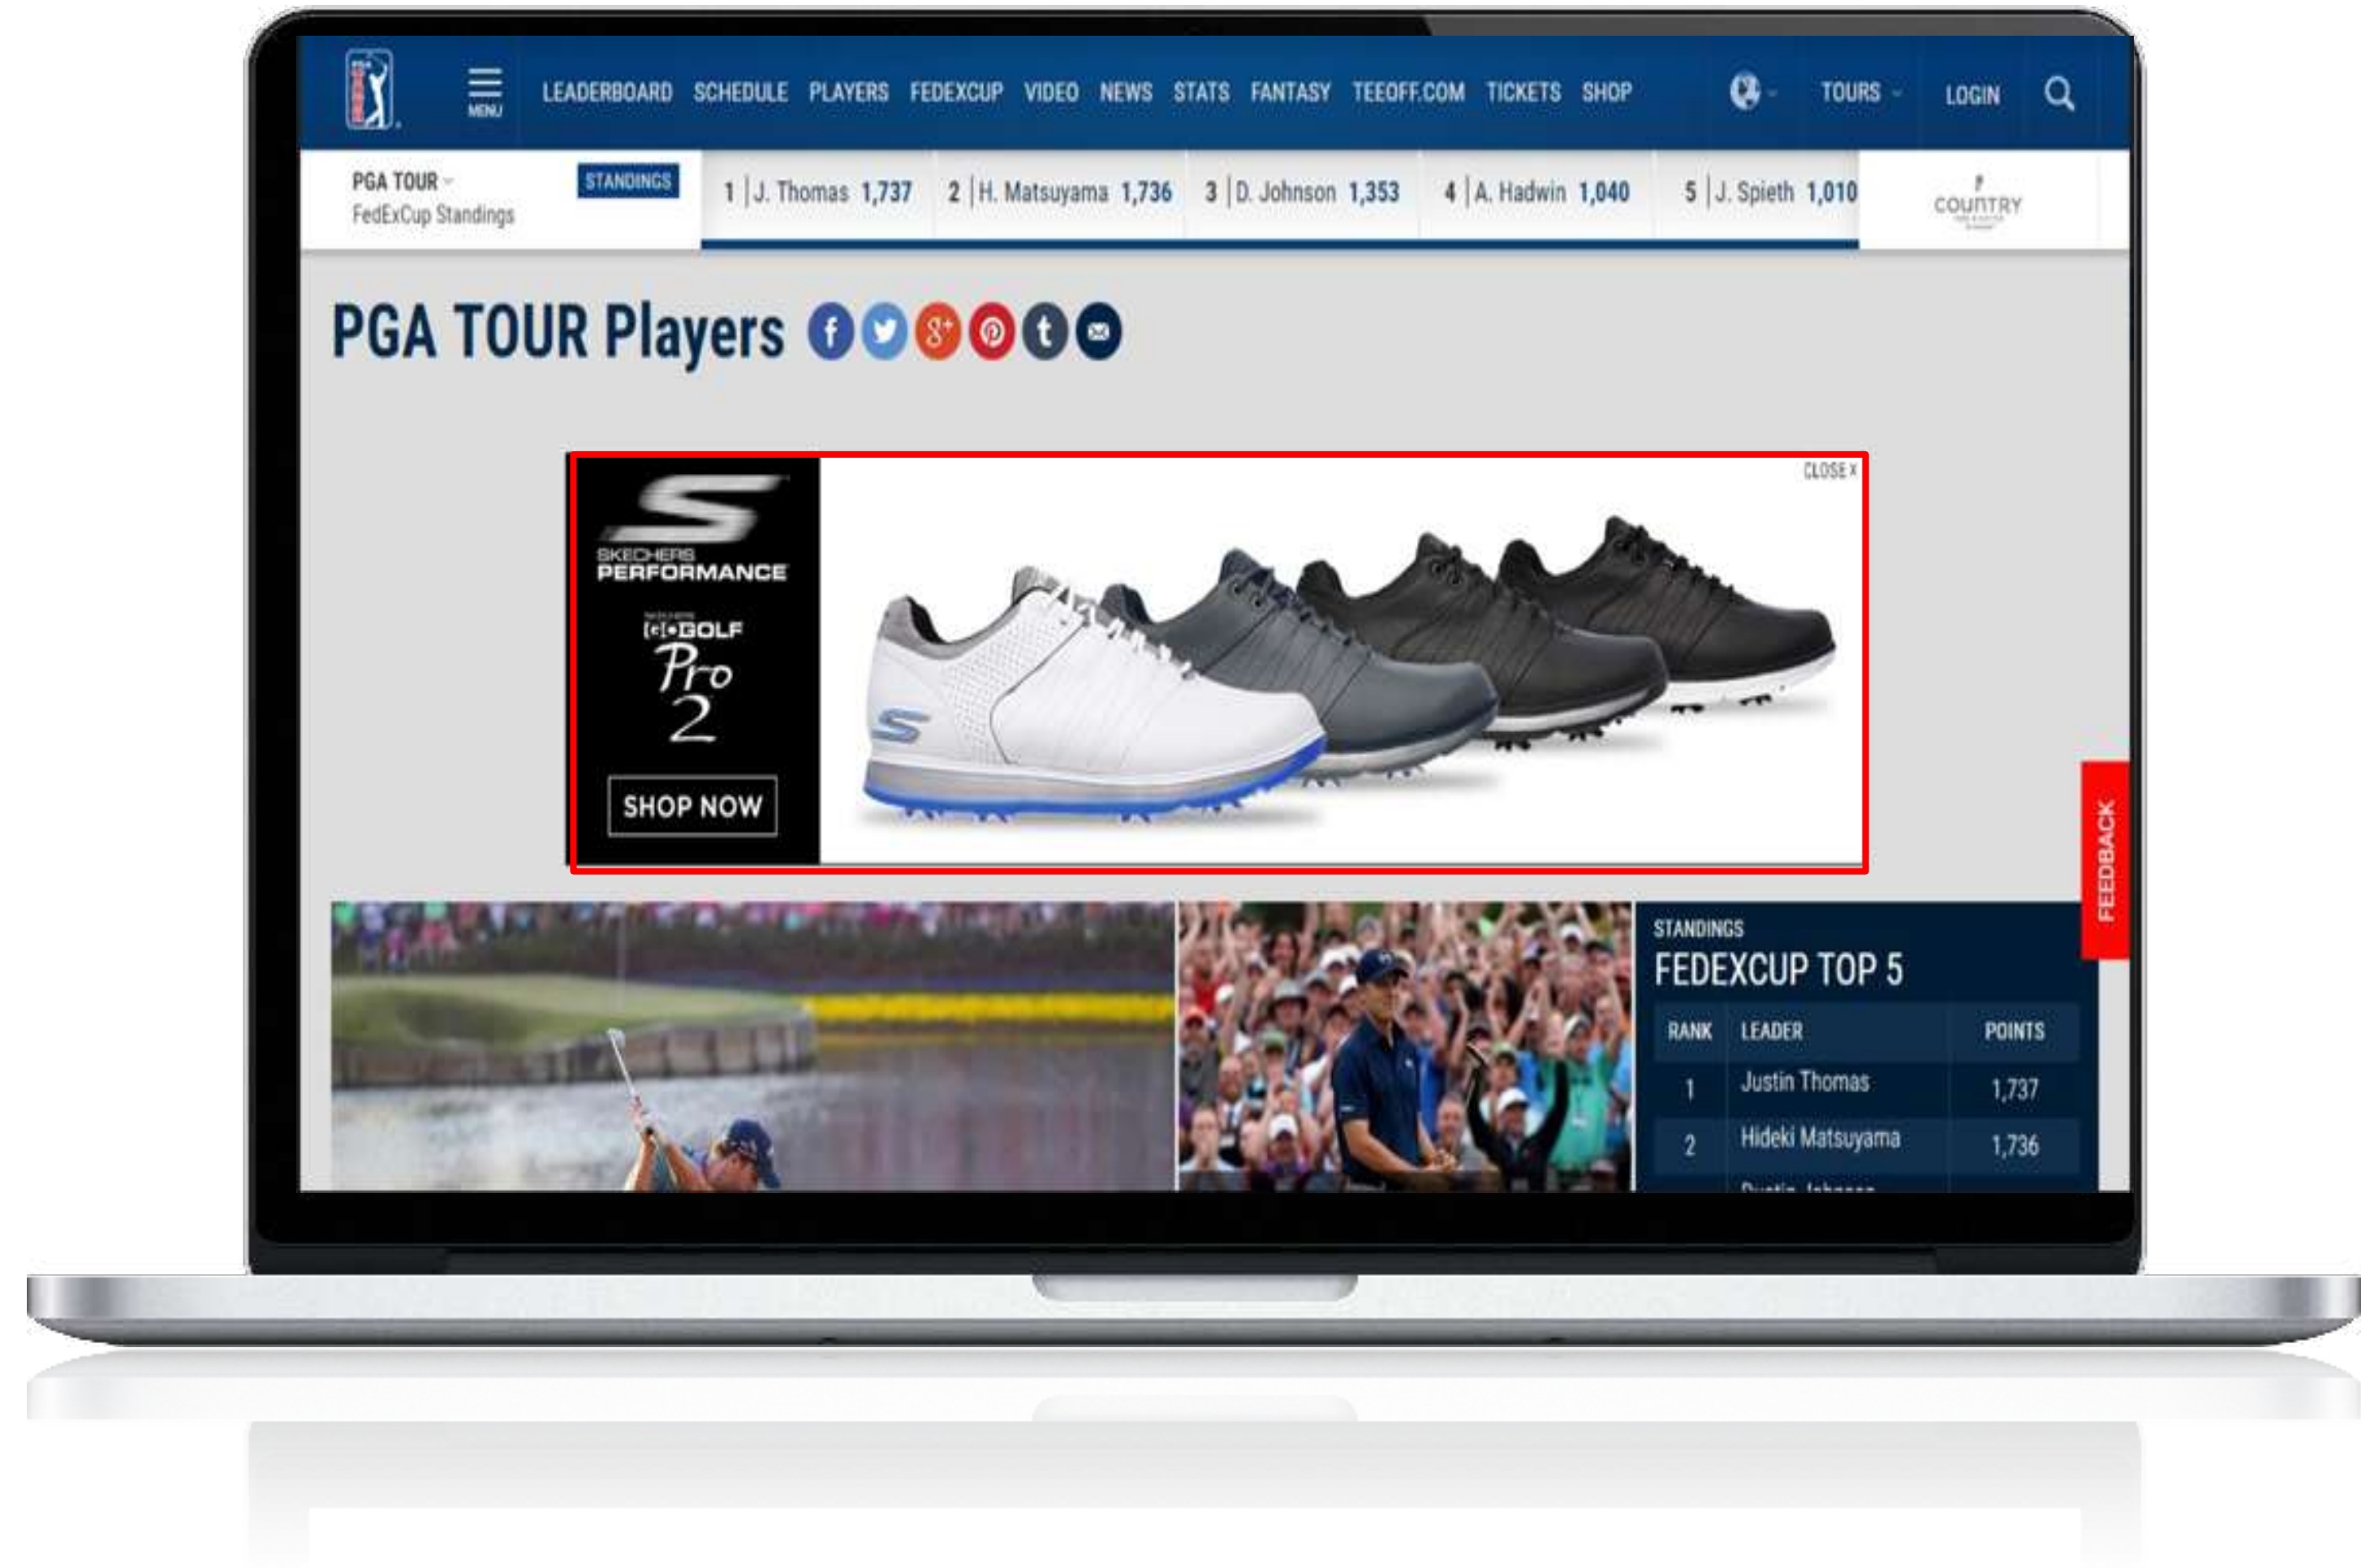 MENU
LEADERBOARD SCHEDULE PLAYERS FEDEXCUP VIDEO NEWS STATS FANTASY TEEOFF.COM TICKETS SHOP TOURS LOGIN
PGA TOUR
FedExCup Standings
STANDINGS
1 J. Thomas 1,737 2 H. Matsuyama 1,736 3 D. Johnson 1,353 4 A. Hadwin 1,040 5 J. Spieth 1,010
COUNTRY
PGA TOUR Players
CLOSE X
SKECHERS
PERFORMANCE
SKECHERS
GO GOLF
Pro
2
SHOP NOW
FEEDBACK
STANDINGS
FEDEXCUP TOP 5
RANK LEADER POINTS
1 Justin Thomas 1,737
2 Hideki Matsuyama 1,736